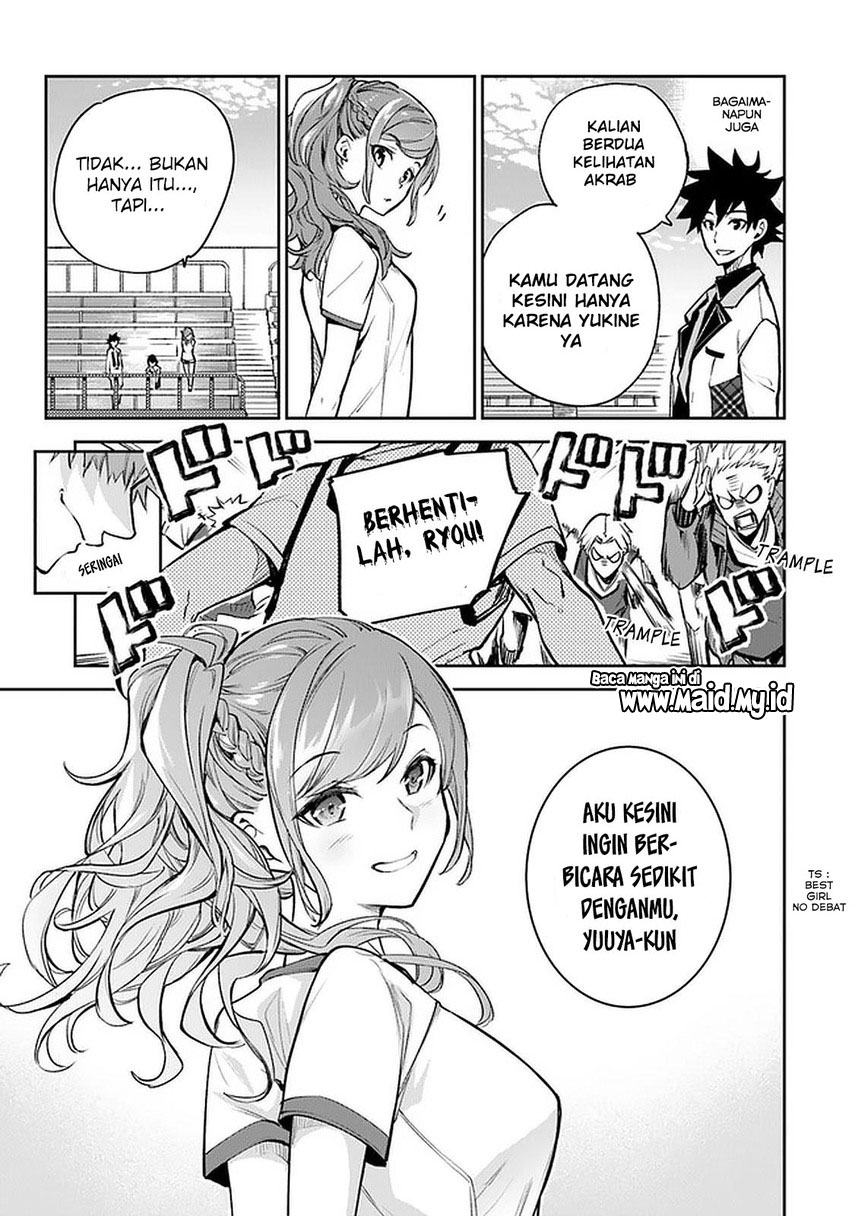 BAGAIMA-
NAPUN
JUGA
KALIAN
BERDUA
KELIHATAN
AKRAB
KAMU DATANG
KESINI HANYA
KARENA YUKINE
YA
TIDAK... BUKAN
HANYA ITU...,
TAPI...
ドドド
TRAMPLE
TRAMPLE
BERHENTI-
LAH, RYOU!
ドドド
SERINGAI
Baca Manga ini di
www.Maid.My.id
AKU KESINI
INGIN BER-
BICARA SEDIKIT
DENGANMU,
YUUYA-KUN
TS :
BEST
GIRL
NO DEBAT